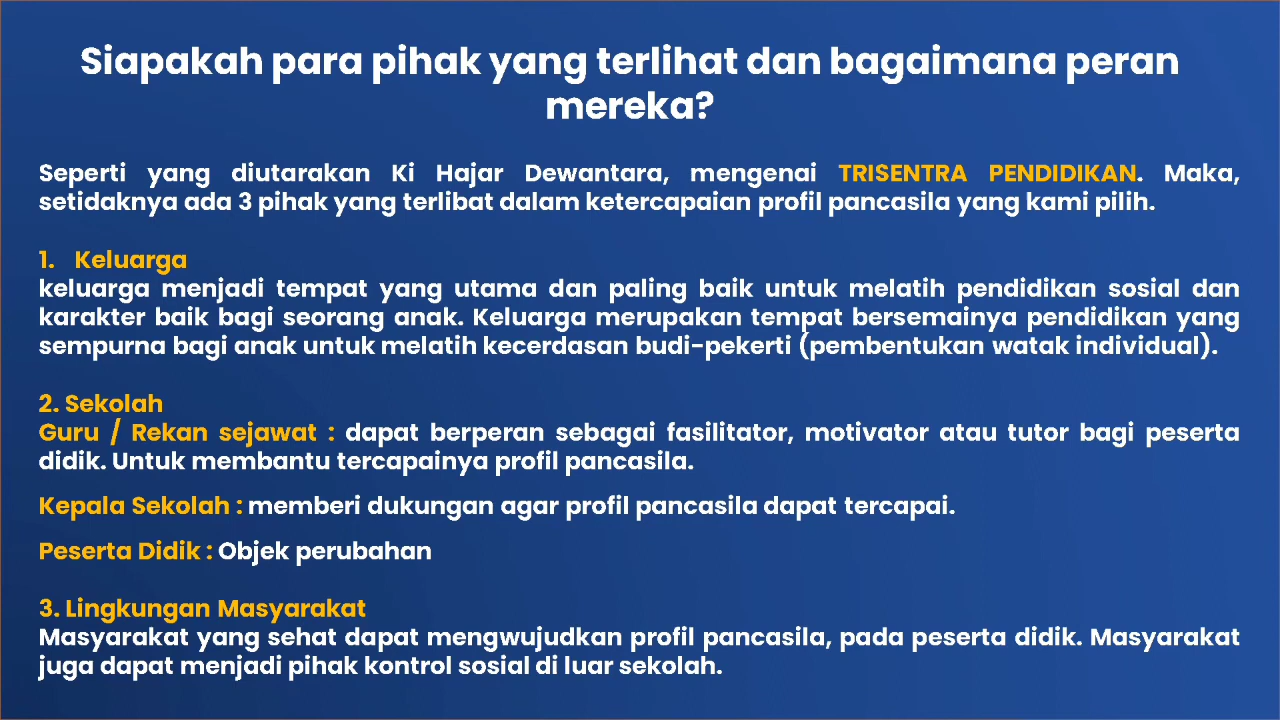 Siapakah para pihak yang terlihat dan bagaimana peran
mereka?
Seperti yang diutarakan Ki Hajar Dewantara, mengenai TRISENTRA PENDIDIKAN. Maka,
setidaknya ada 3 pihak yang terlibat dalam ketercapaian profil pancasila yang kami pilih.
1. Keluarga
keluarga menjadi tempat yang utama dan paling baik untuk melatih pendidikan sosial dan
karakter baik bagi seorang anak. Keluarga merupakan tempat bersemainya pendidikan yang
sempurna bagi anak untuk melatih kecerdasan budi-pekerti (pembentukan watak individual).
2. Sekolah
Guru / Rekan sejawat : dapat berperan sebagai fasilitator, motivator atau tutor bagi peserta
didik. Untuk membantu tercapainya profil pancasila.
Kepala Sekolah : memberi dukungan agar profil pancasila dapat tercapai.
Peserta Didik : Objek perubahan
3. Lingkungan Masyarakat
Masyarakat yang sehat dapat mengwujudkan profil pancasila, pada peserta didik. Masyarakat
juga dapat menjadi pihak kontrol sosial di luar sekolah.